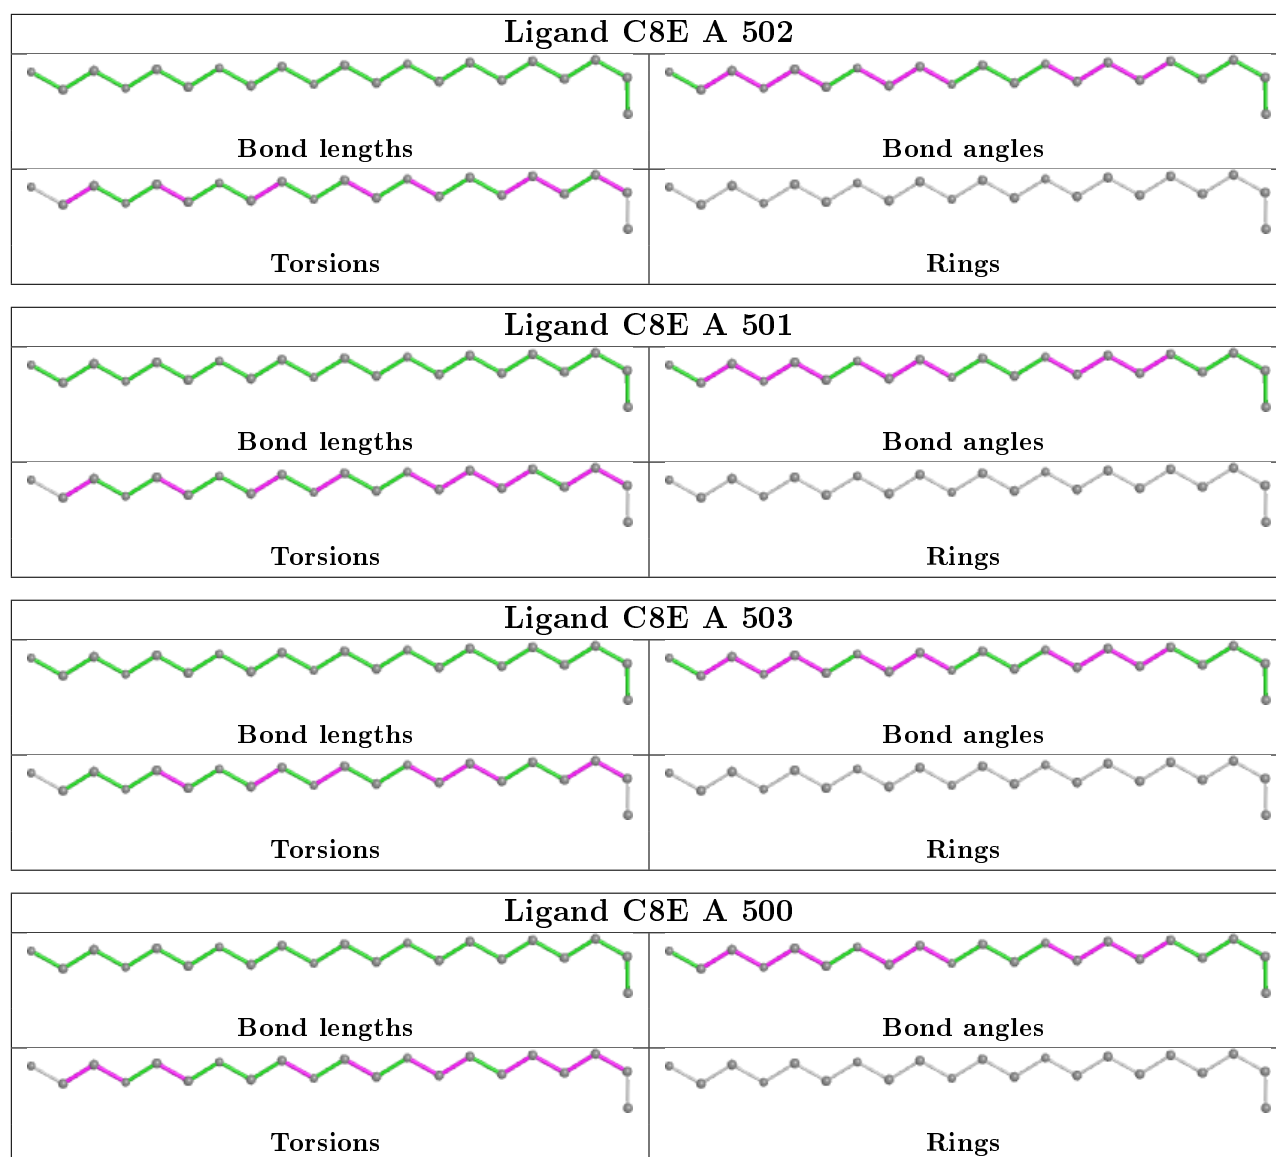 Ligand C8E A 502
Bond lengths
Bond angles
Torsions
Rings
Ligand C8E A 501
Bond lengths
Bond angles
Torsions
Rings
Ligand C8E A 503
Bond lengths
Bond angles
Torsions
Rings
Ligand C8E A 500
Bond lengths
Bond angles
Torsions
Rings